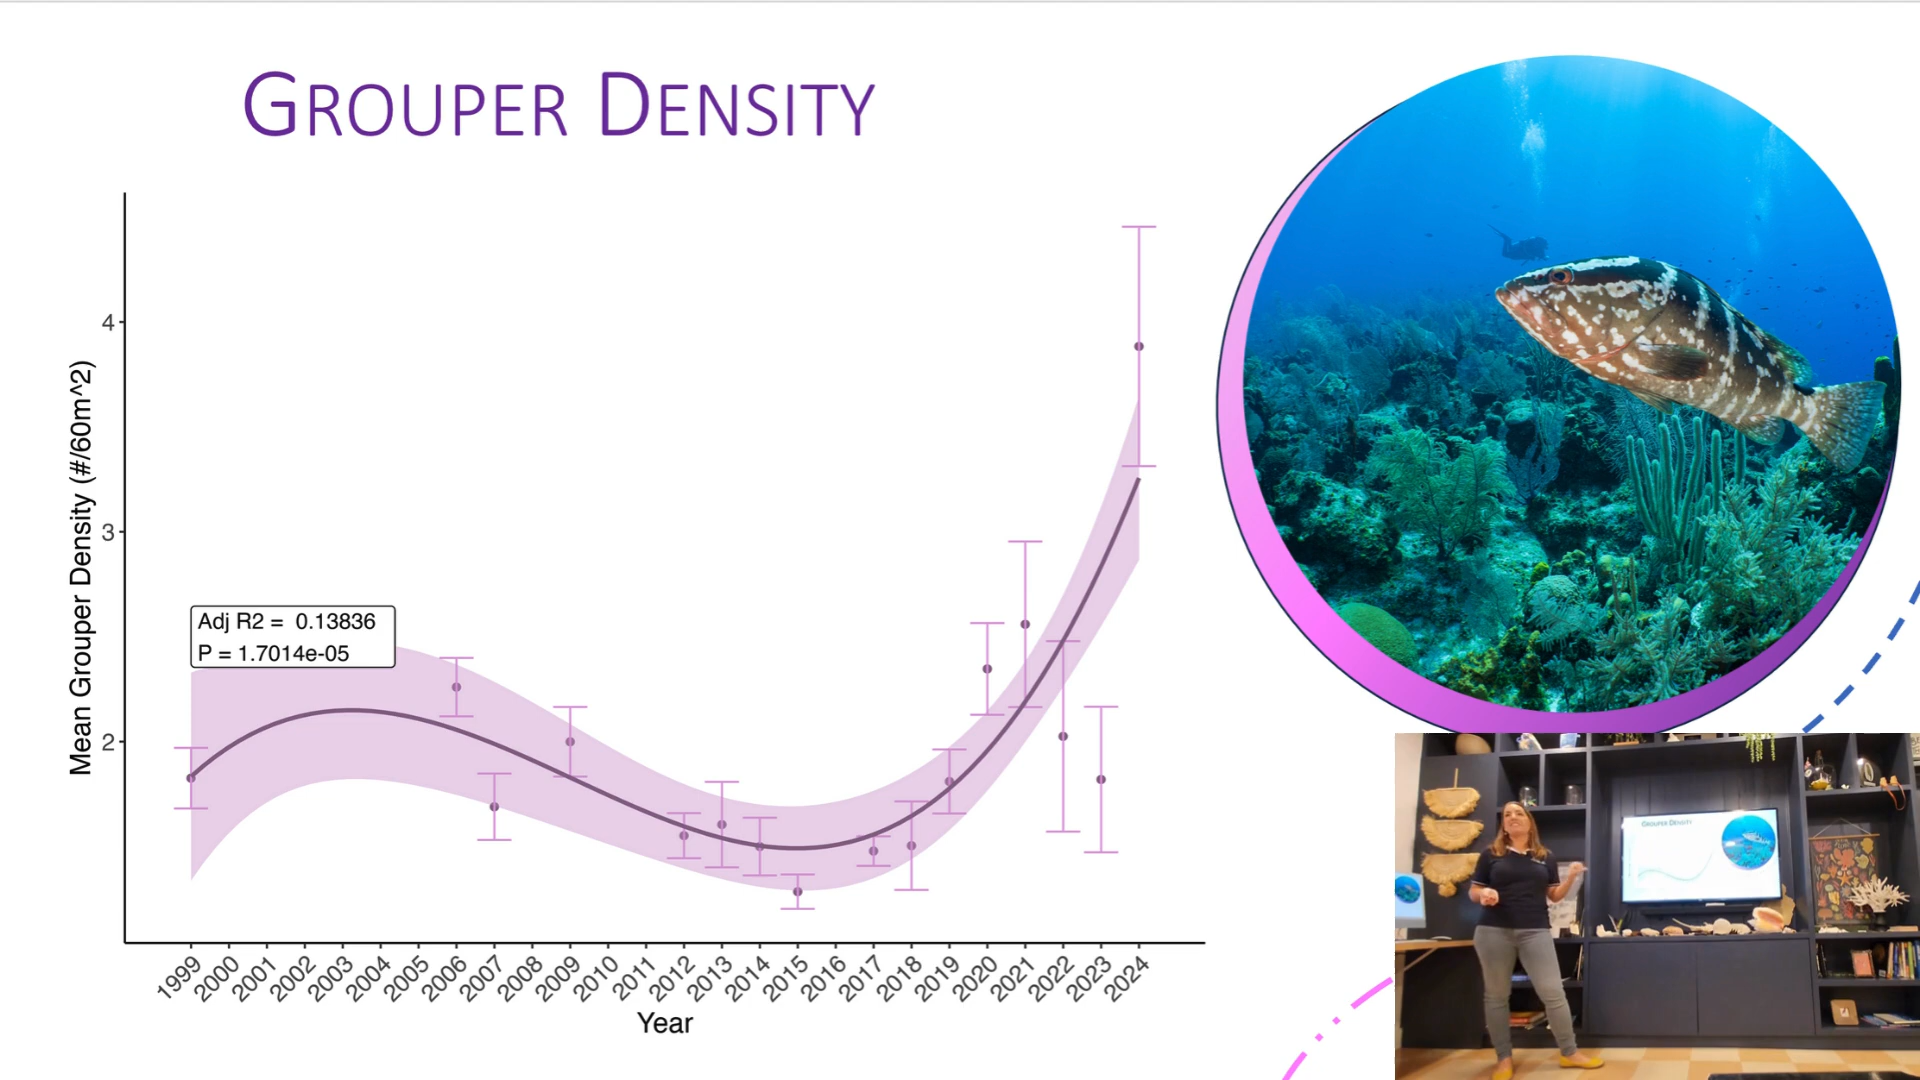 GROUPER DENSITY
4
3
2
Mean Grouper Density (#/60m^2)
Adj R2 = 0.13836
P = 1.7014e-05
1999 2000 2001 2002 2003 2004 2005 2006 2007 2008 2009 2010 2011 2012 2013 2014 2015 2016 2017 2018 2019 2020 2021 2022 2023 2024
Year
GROUPER DENSITY